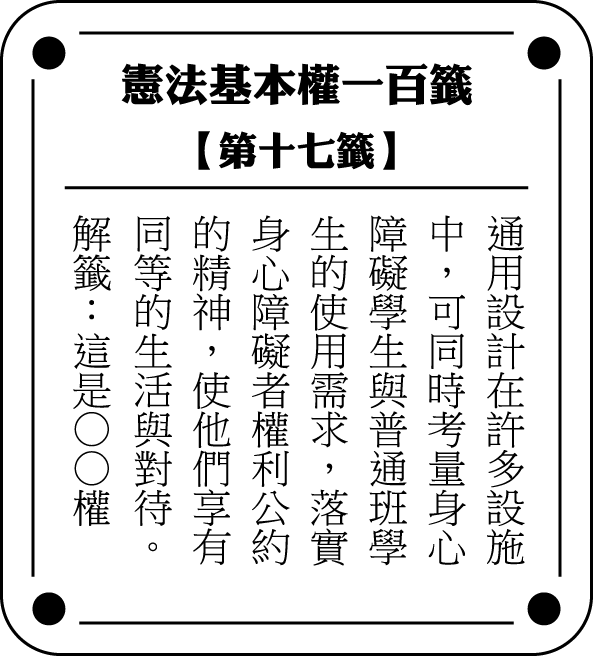 憲法基本權一百籤
【第十七籤】
通用設計在許多設施
中，可同時考量身心
障礙學生與普通班學
生的使用需求，落實
身心障礙者權利公約
的精神，使他們享有
同等的生活與對待。
解籤：這是○○權